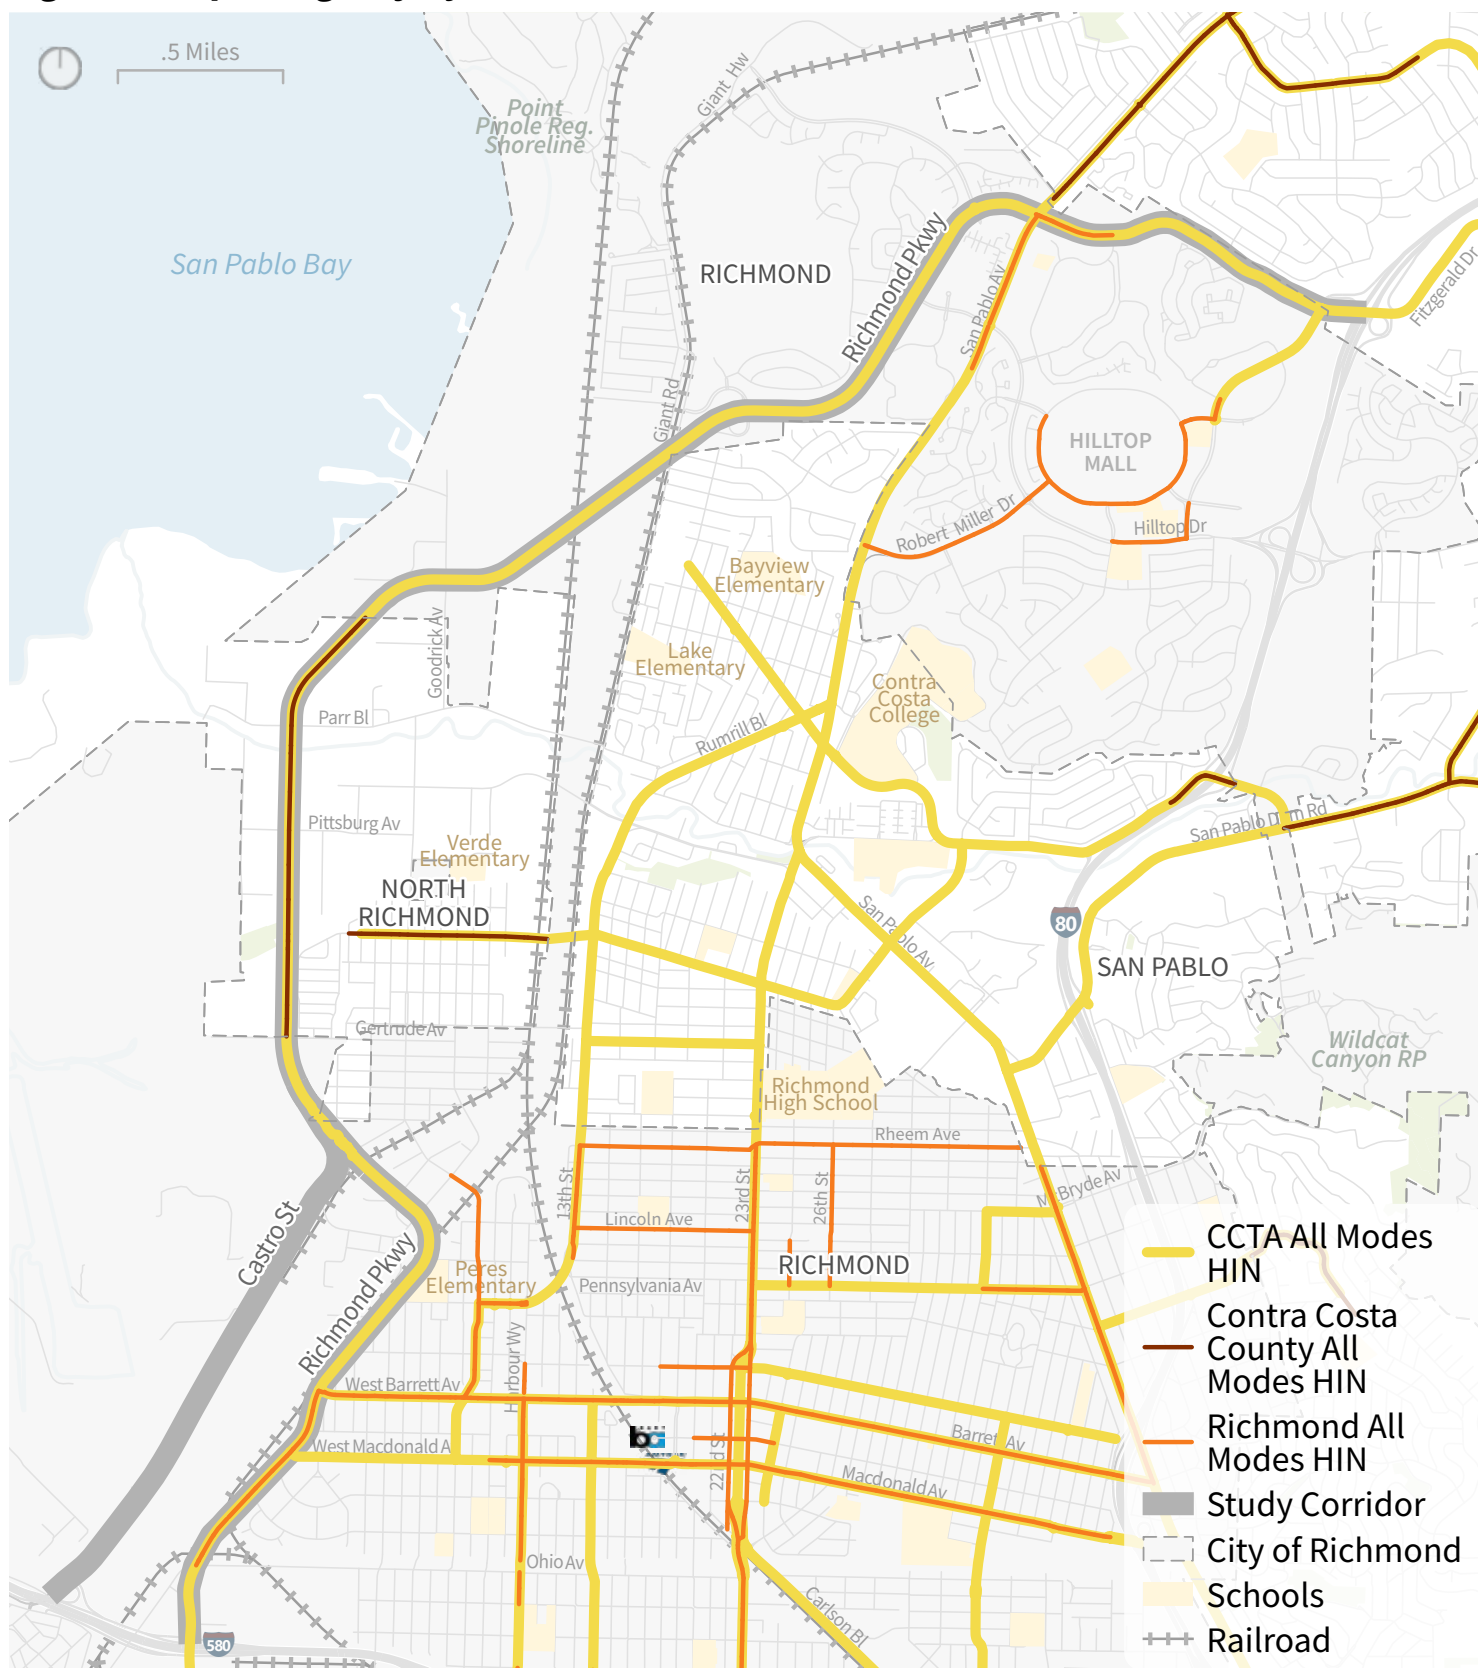 .5 Miles
Point
Pinole Reg.
Shoreline
Giant Hw
San Pablo Bay
RICHMOND
Richmond Pkwy
San Pablo Av
Fitzgerald Dr
Giant Rd
HILLTOP
MALL
Robert Miller Dr
Hilltop Dr
Bayview
Elementary
Lake
Elementary
Goodrick Av
Contra
Costa
College
Parr Bl
Rumrill Bl
Pittsburg Av
Verde
Elementary
San Pablo Dam Rd
NORTH
RICHMOND
San Pablo Av
80
SAN PABLO
Gertrude Av
Wildcat
Canyon RP
Richmond
High School
Rheem Ave
13th St
23rd St
26th St
McBryde Av
Lincoln Ave
Castro St
Richmond Pkwy
RICHMOND
Peres
Elementary
Pennsylvania Av
Harbour Wy
West Barrett Av
West Macdonald A
22nd St
Barrett Av
Macdonald Av
Ohio Av
Carlson Bl
580
CCTA All Modes
HIN
Contra Costa
County All
Modes HIN
Richmond All
Modes HIN
Study Corridor
City of Richmond
Schools
Railroad